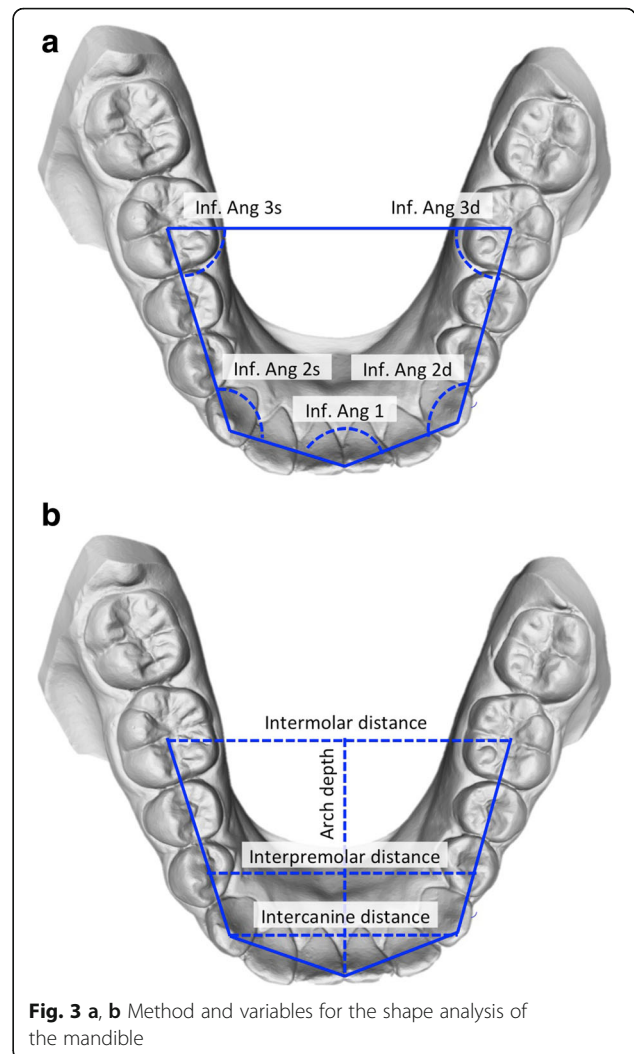 a
Inf. Ang 3s Inf. Ang 3d
Inf. Ang 2s Inf. Ang 2d
Inf. Ang 1
b
Intermolar distance
Arch depth
Interpremolar distance
Intercanine distance
Fig. 3 a, b Method and variables for the shape analysis of
the mandible